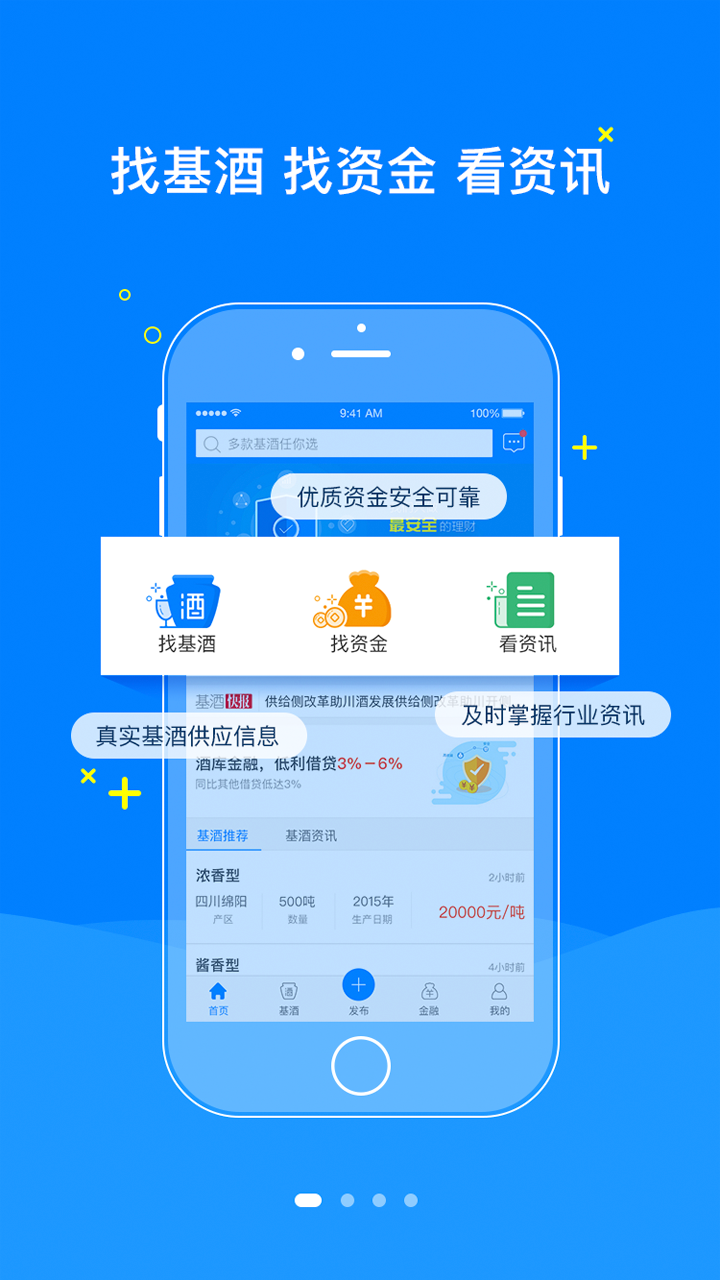 找基酒 找资金 看资讯
9:41 AM
100%
多款基酒任你选
优质资金安全可靠
最安全的理财
酒
找基酒
找资金
看资讯
基酒快报
供给侧改革助川酒发展供给侧改革助川开侧
及时掌握行业资讯
真实基酒供应信息
酒库金融，低利借贷3%－6%
同比其他借贷低达3%
基酒推荐
基酒资讯
浓香型
2小时前
四川绵阳
500吨
2015年
20000元/吨
产区
数量
生产日期
酱香型
4小时前
首页
基酒
发布
金融
我的